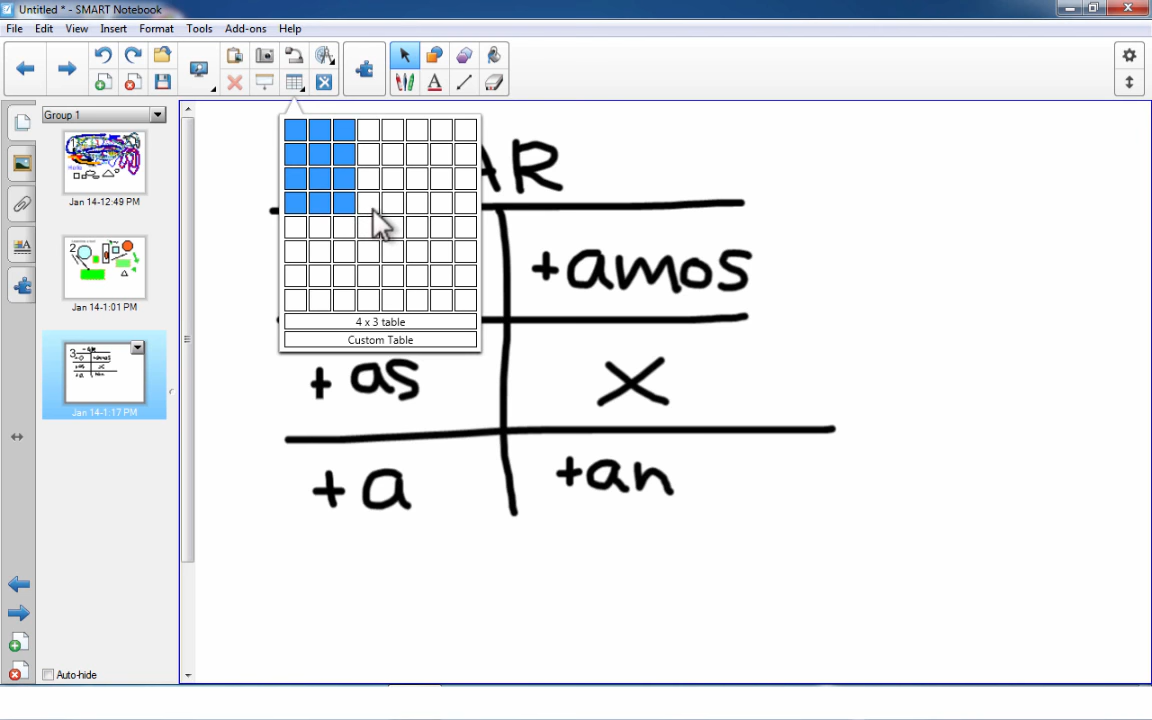 Untitled * - SMART Notebook
File Edit View Insert Format Tools Add-ons Help
Group 1
Jan 14-12:49 PM
2
Jan 14-1:01 PM
3
Jan 14-1:17 PM
Auto-hide
4 x 3 table
Custom Table
AR
+amos
+ as X
+ a +an